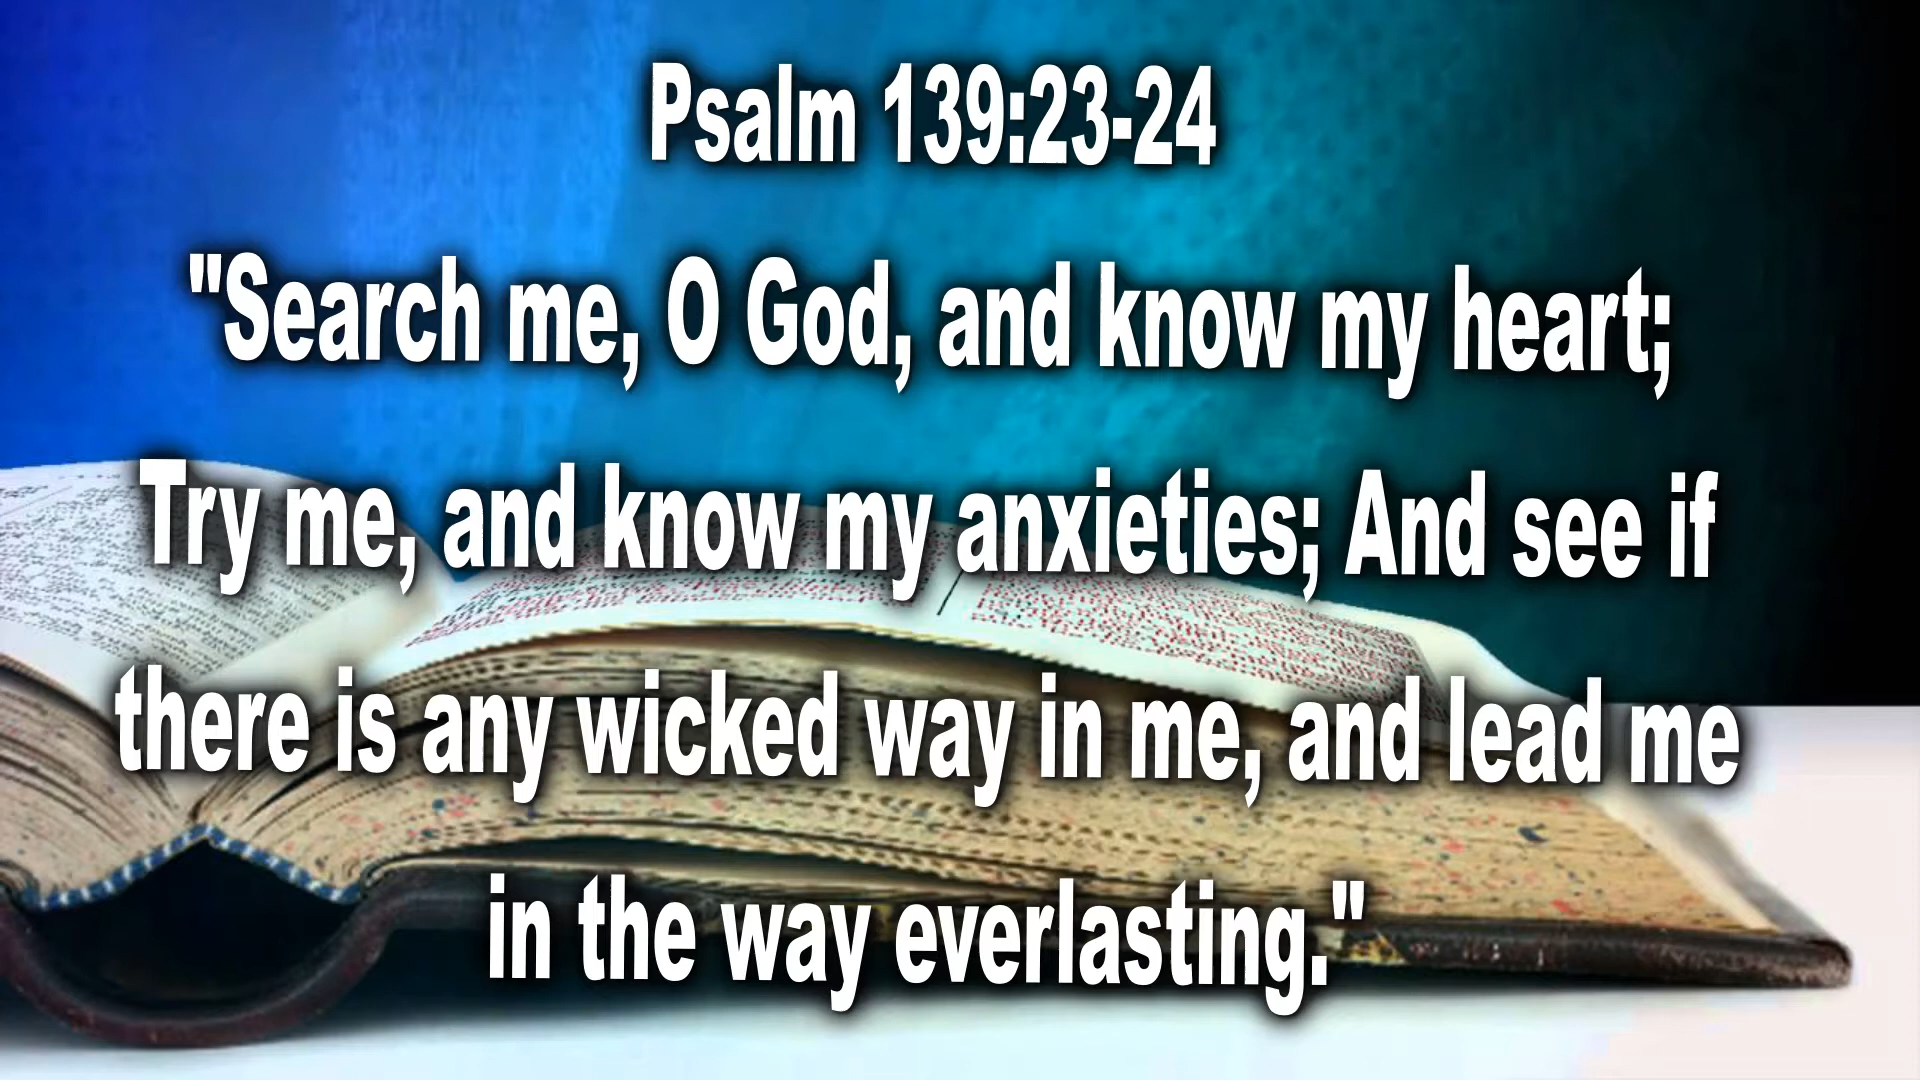 Psalm 139:23-24
"Search me, O God, and know my heart;
Try me, and know my anxieties; And see if
there is any wicked way in me, and lead me
in the way everlasting."